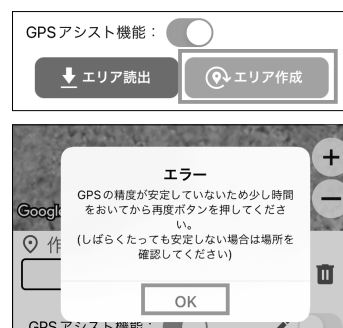 GPSアシスト機能：
エリア読出
エリア作成
エラー
GPSの精度が安定していないため少し時間
をおいてから再度ボタンを押してくださ
い。
(しばらくたっても安定しない場合は場所を
確認してください)
Googl
作
OK
GPSアシスト機能：